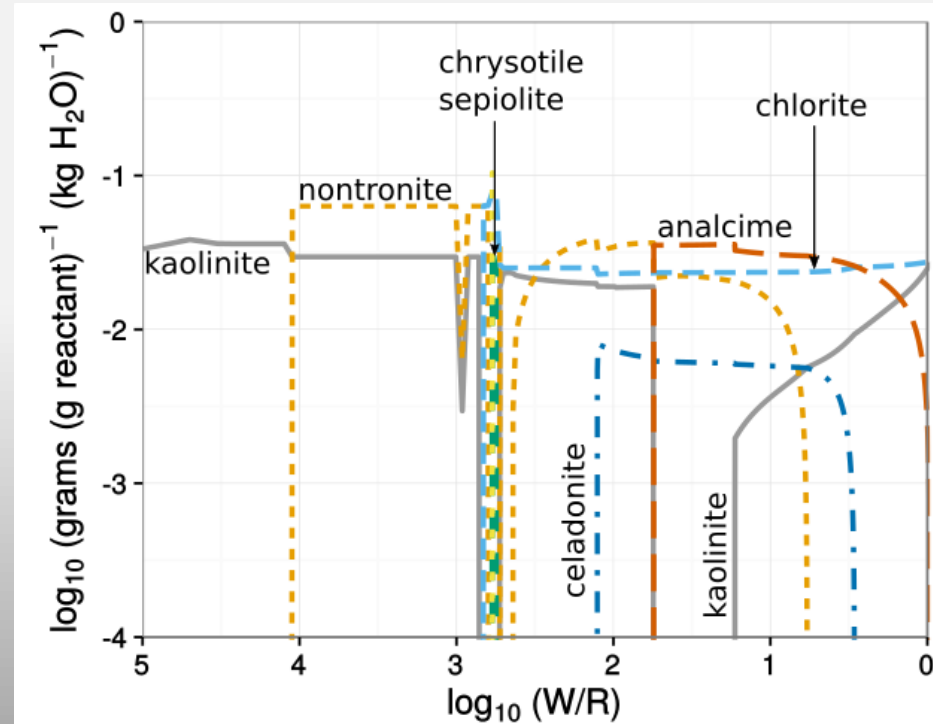 log₁₀ (grams (g reactant)⁻¹ (kg H₂O)⁻¹)
0
-1
-2
-3
-4
chrysotile
sepiolite
chlorite
nontronite
analcime
kaolinite
celadonite
kaolinite
5
4
3
2
1
0
log₁₀ (W/R)